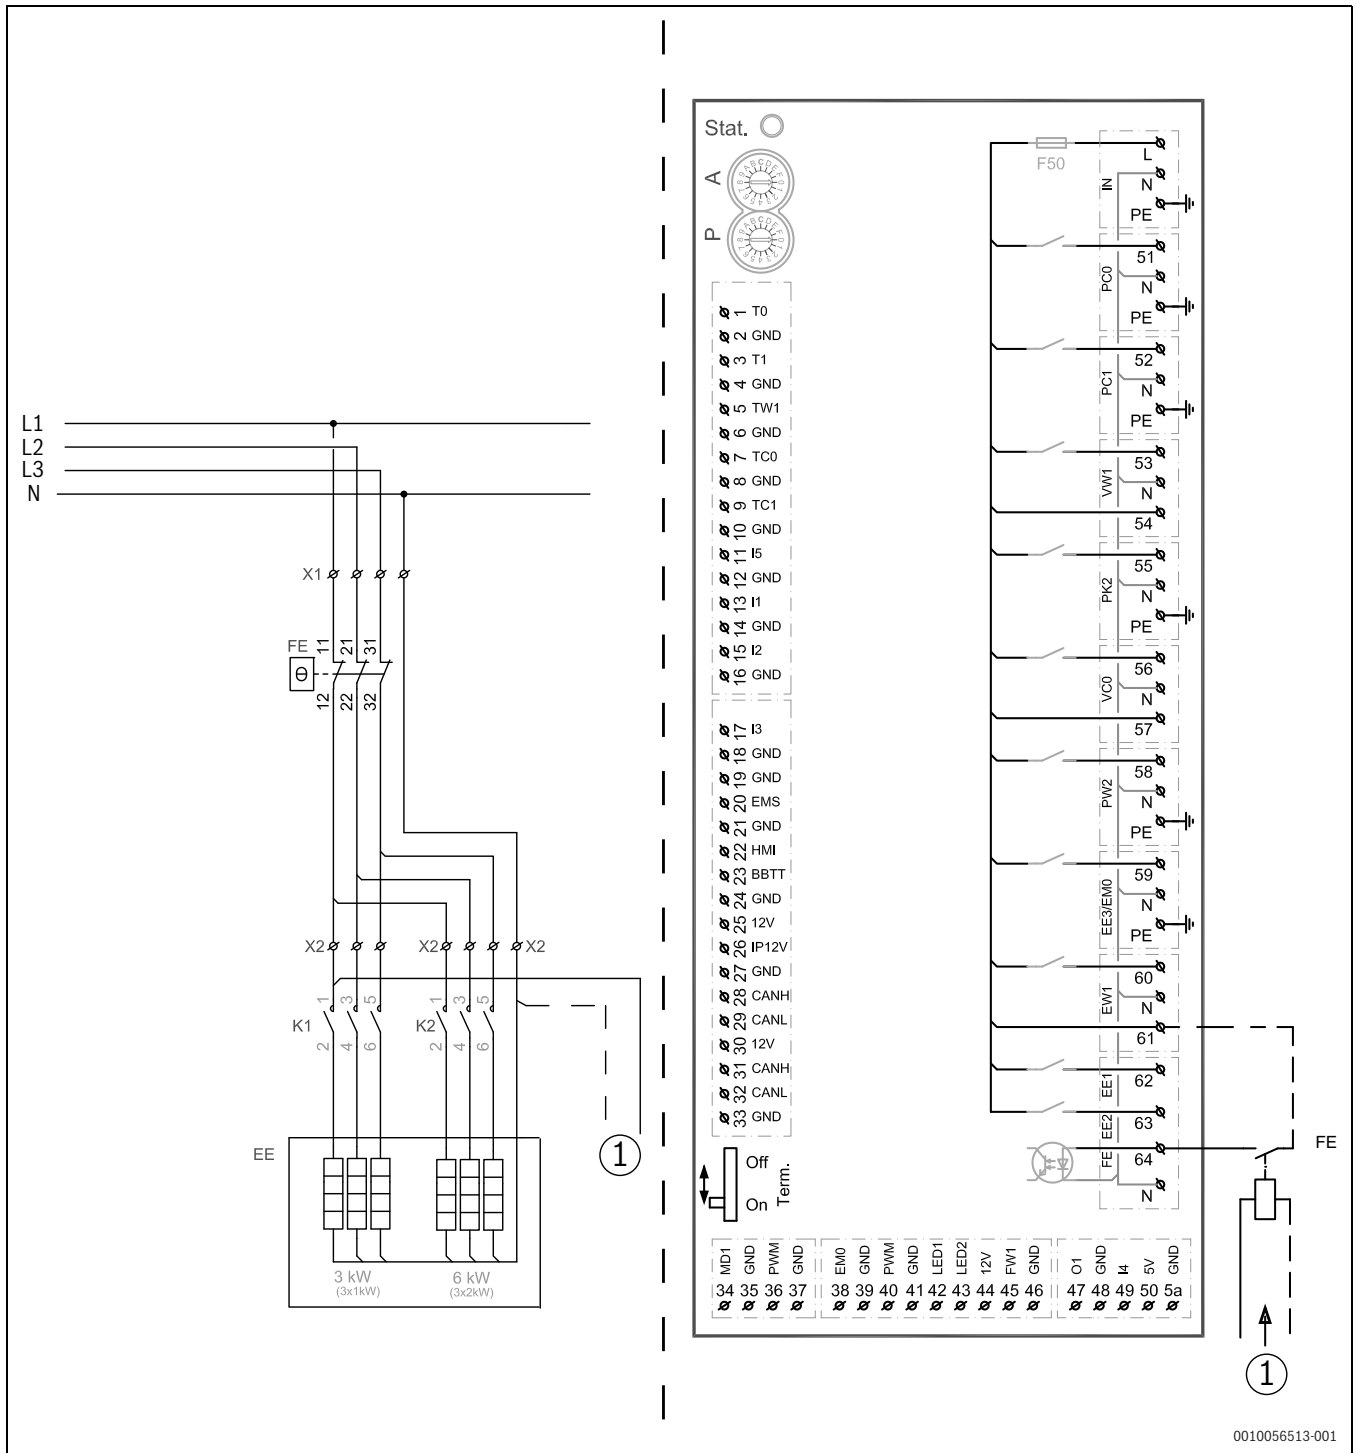 L1
L2
L3
N
X1
11 21 31
FE
12 22 32
X2 X2 X2
1 3 5 1 3 5
K1 K2
2 4 6 2 4 6
EE
3 kW 6 kW
(3x1kW) (3x2kW)
1
Stat.
A
P
1 T0
2 GND
3 T1
4 GND
5 TW1
6 GND
7 TC0
8 GND
9 TC1
10 GND
11 I5
12 GND
13 I1
14 GND
15 I2
16 GND
17 I3
18 GND
19 GND
20 EMS
21 GND
22 HMI
23 BBTT
24 GND
25 12V
26 IP12V
27 GND
28 CANH
29 CANL
30 12V
31 CANH
32 CANL
33 GND
Off
On
Term.
MD1 GND PWM GND EM0 GND PWM GND LED1 LED2 12V FW1 GND O1 GND I4 5V GND
34 35 36 37 38 39 40 41 42 43 44 45 46 47 48 49 50 5a
F50
IN
L
N
PE
PC0
51
N
PE
PC1
52
N
PE
VW1
53
N
54
PK2
55
N
PE
VC0
56
N
57
PW2
58
N
PE
EE3/EM0
59
N
PE
EW1
60
N
61
EE1
62
EE2
63
FE
64
N
FE
1
0010056513-001